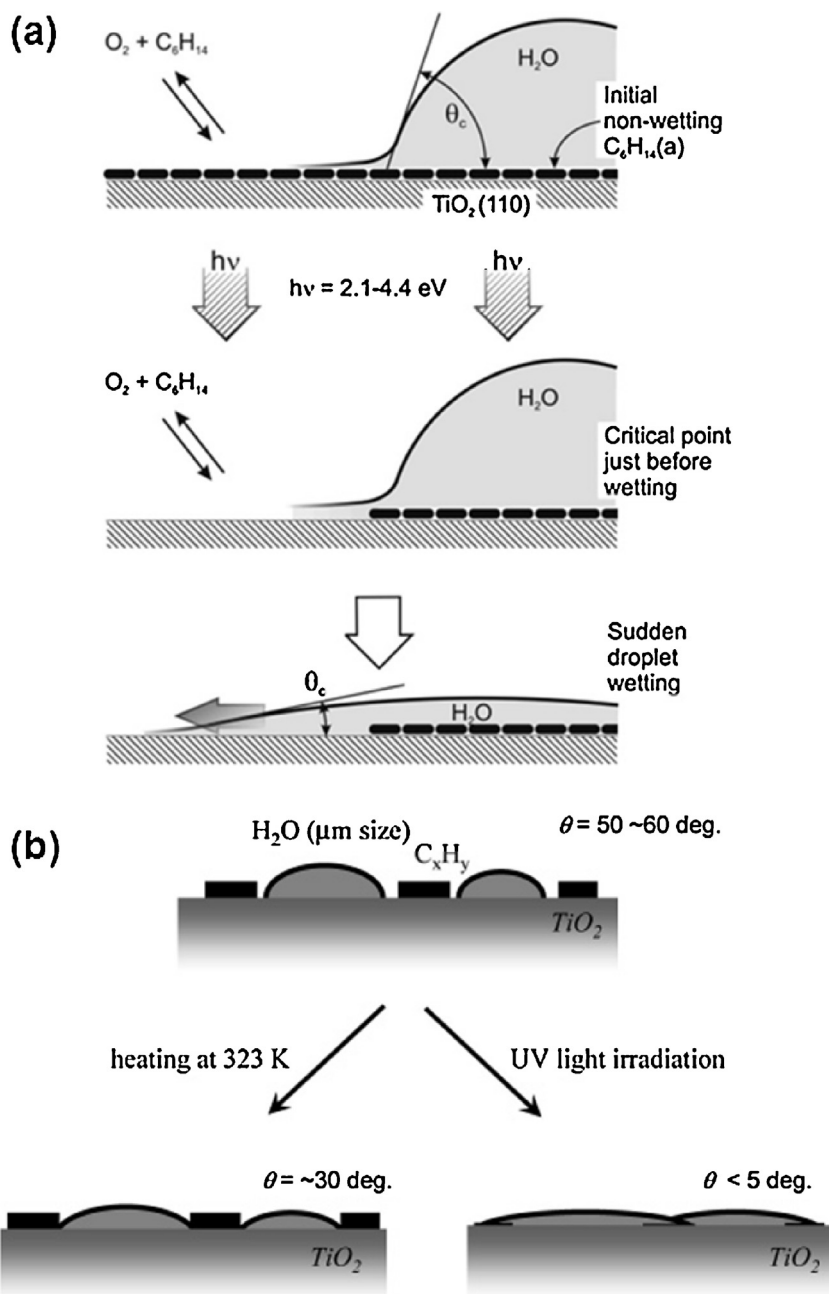 (a)
O₂ + C₆H₁₄
H₂O
θc
Initial
non-wetting
C₆H₁₄(a)
TiO₂ (110)
hν
hν
hν = 2.1-4.4 eV
O₂ + C₆H₁₄
H₂O
Critical point
just before
wetting
Sudden
droplet
wetting
θc
H₂O
(b)
H₂O (μm size)
θ = 50 ~60 deg.
CxHy
TiO₂
heating at 323 K
UV light irradiation
θ = ~30 deg.
θ < 5 deg.
TiO₂
TiO₂